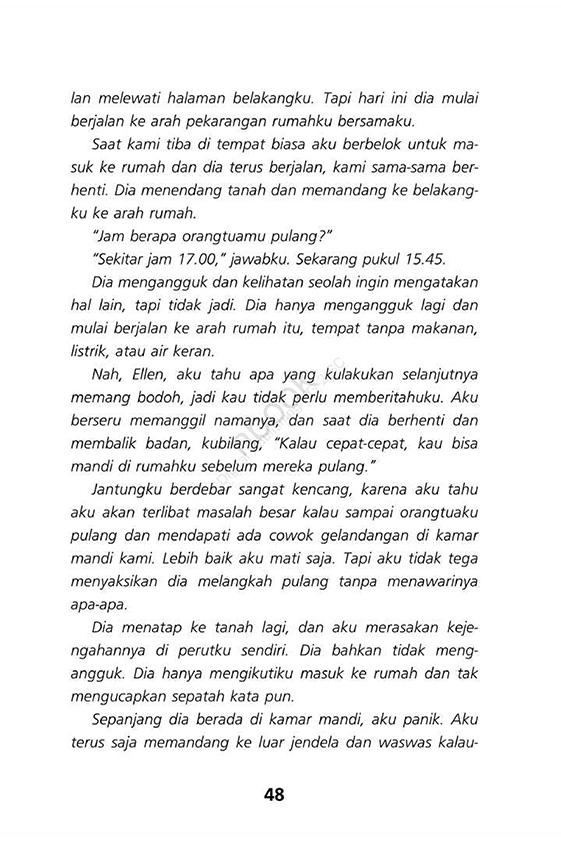 lan melewati halaman belakangku. Tapi hari ini dia mulai
berjalan ke arah pekarangan rumahku bersamaku.
Saat kami tiba di tempat biasa aku berbelok untuk ma-
suk ke rumah dan dia terus berjalan, kami sama-sama ber-
henti. Dia menendang tanah dan memandang ke belakang-
ku ke arah rumah.
“Jam berapa orangtuamu pulang?”
“Sekitar jam 17.00,” jawabku. Sekarang pukul 15.45.
Dia mengangguk dan kelihatan seolah ingin mengatakan
hal lain, tapi tidak jadi. Dia hanya mengangguk lagi dan
mulai berjalan ke arah rumah itu, tempat tanpa makanan,
listrik, atau air keran.
Nah, Ellen, aku tahu apa yang kulakukan selanjutnya
memang bodoh, jadi kau tidak perlu memberitahuku. Aku
berseru memanggil namanya, dan saat dia berhenti dan
membalik badan, kubilang, “Kalau cepat-cepat, kau bisa
mandi di rumahku sebelum mereka pulang.”
Jantungku berdebar sangat kencang, karena aku tahu
aku akan terlibat masalah besar kalau sampai orangtuaku
pulang dan mendapati ada cowok gelandangan di kamar
mandi kami. Lebih baik aku mati saja. Tapi aku tidak tega
menyaksikan dia melangkah pulang tanpa menawarinya
apa-apa.
Dia menatap ke tanah lagi, dan aku merasakan keje-
ngahannya di perutku sendiri. Dia bahkan tidak meng-
angguk. Dia hanya mengikutiku masuk ke rumah dan tak
mengucapkan sepatah kata pun.
Sepanjang dia berada di kamar mandi, aku panik. Aku
terus saja memandang ke luar jendela dan waswas kalau-
48